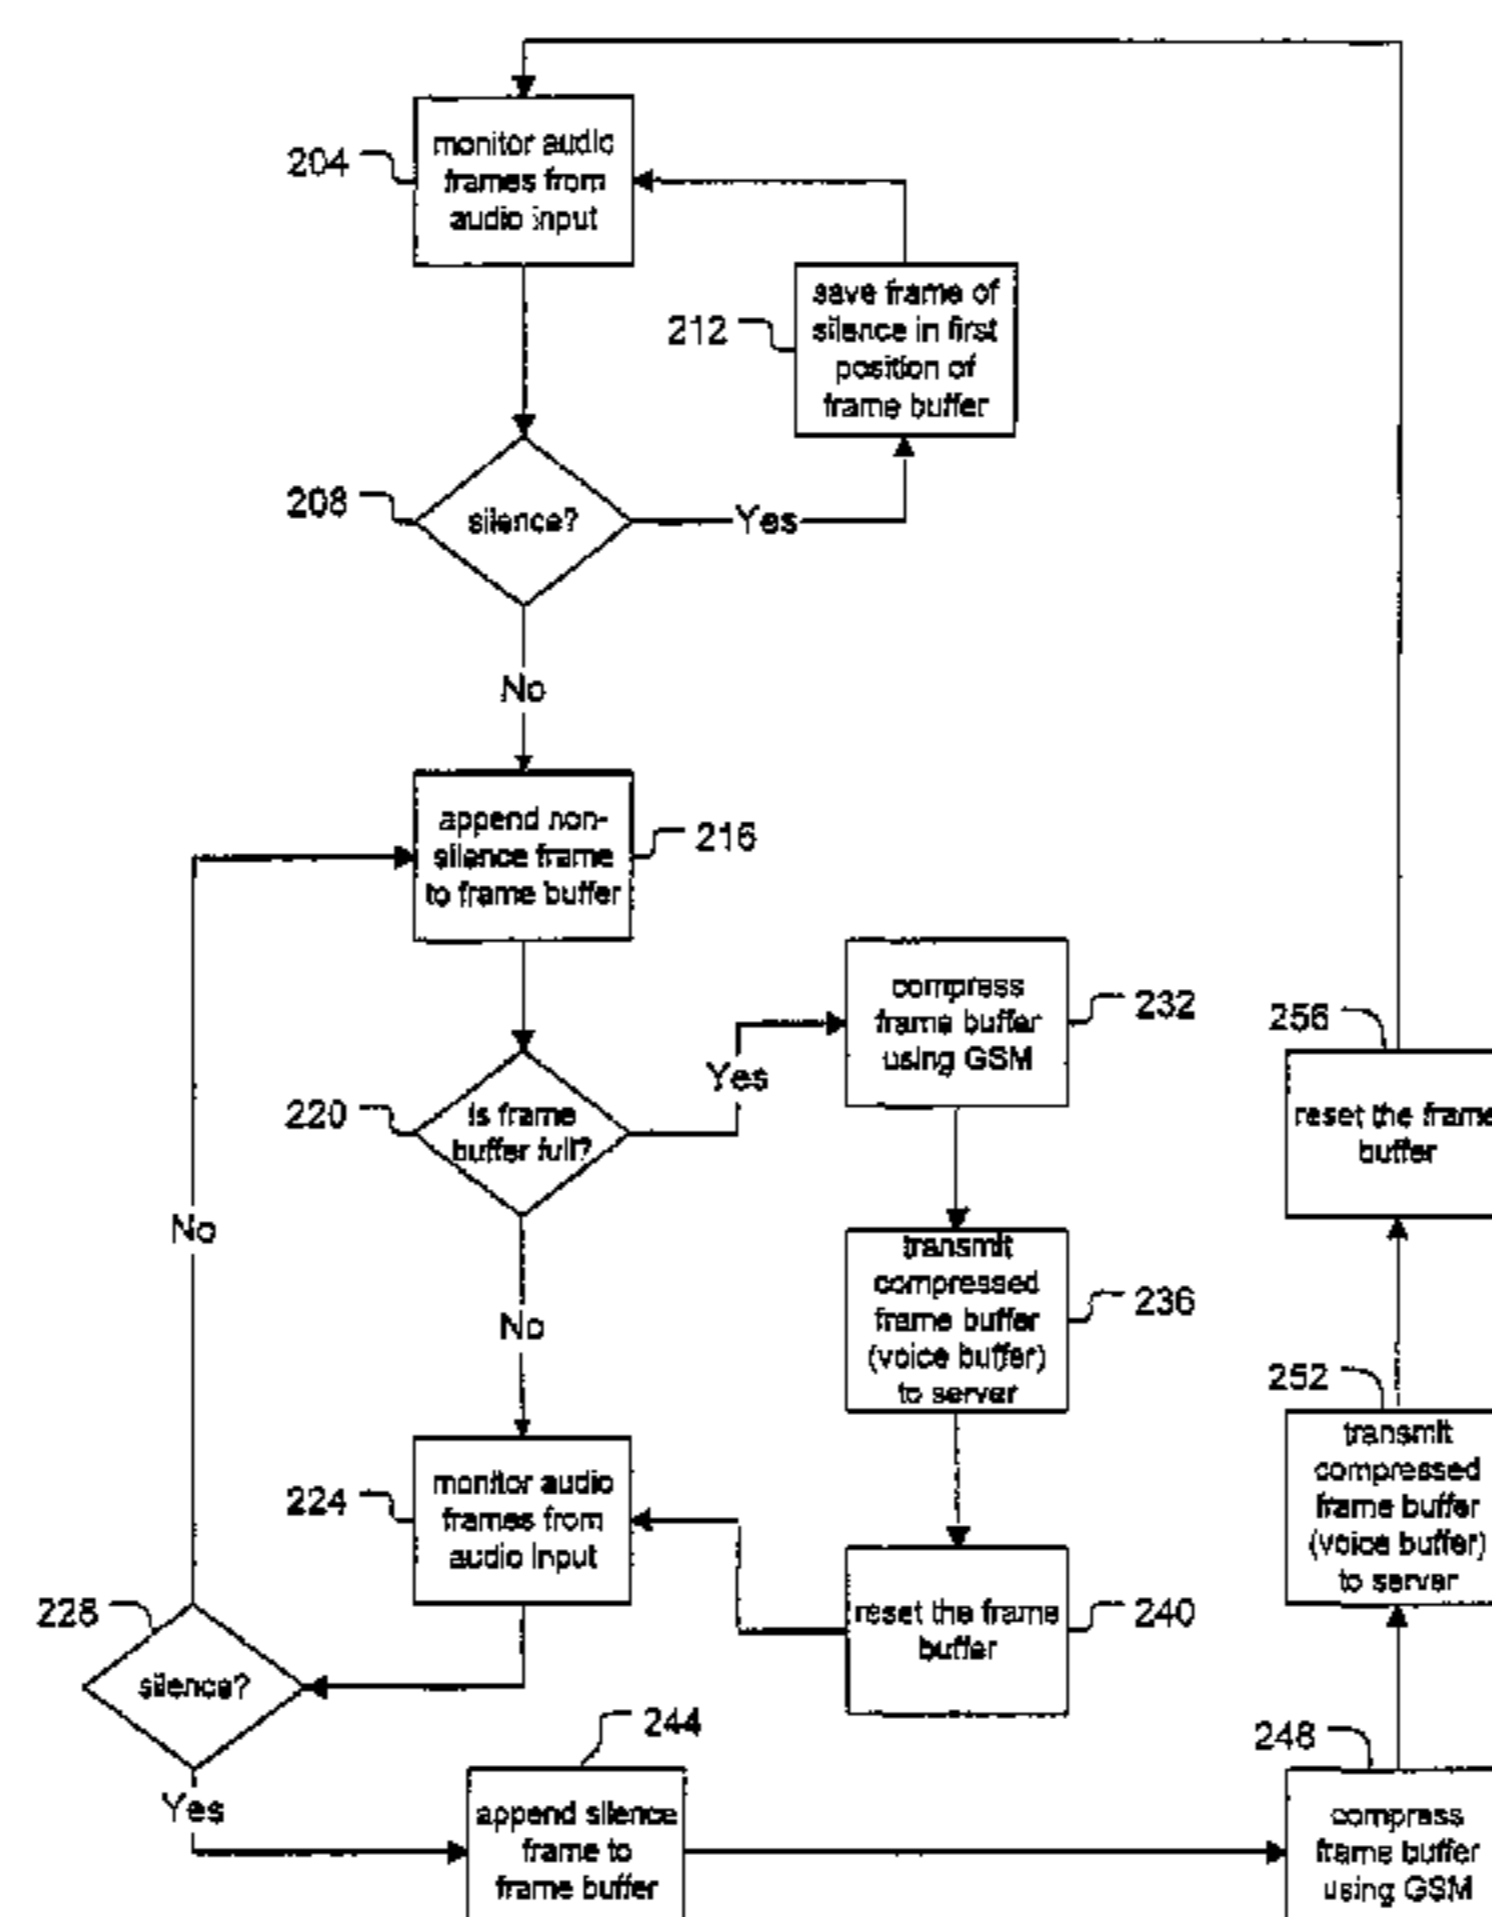 204
monitor audio
frames from
audio input
212
save frame of
silence in first
position of
frame buffer
208
silence?
Yes
No
append non-
silence frame
to frame buffer
216
220
is frame
buffer full?
Yes
No
compress
frame buffer
using GSM
232
transmit
compressed
frame buffer
(voice buffer)
to server
236
reset the frame
buffer
240
224
monitor audio
frames from
audio input
228
silence?
No
Yes
244
append silence
frame to
frame buffer
248
compress
frame buffer
using GSM
252
transmit
compressed
frame buffer
(voice buffer)
to server
256
reset the frame
buffer